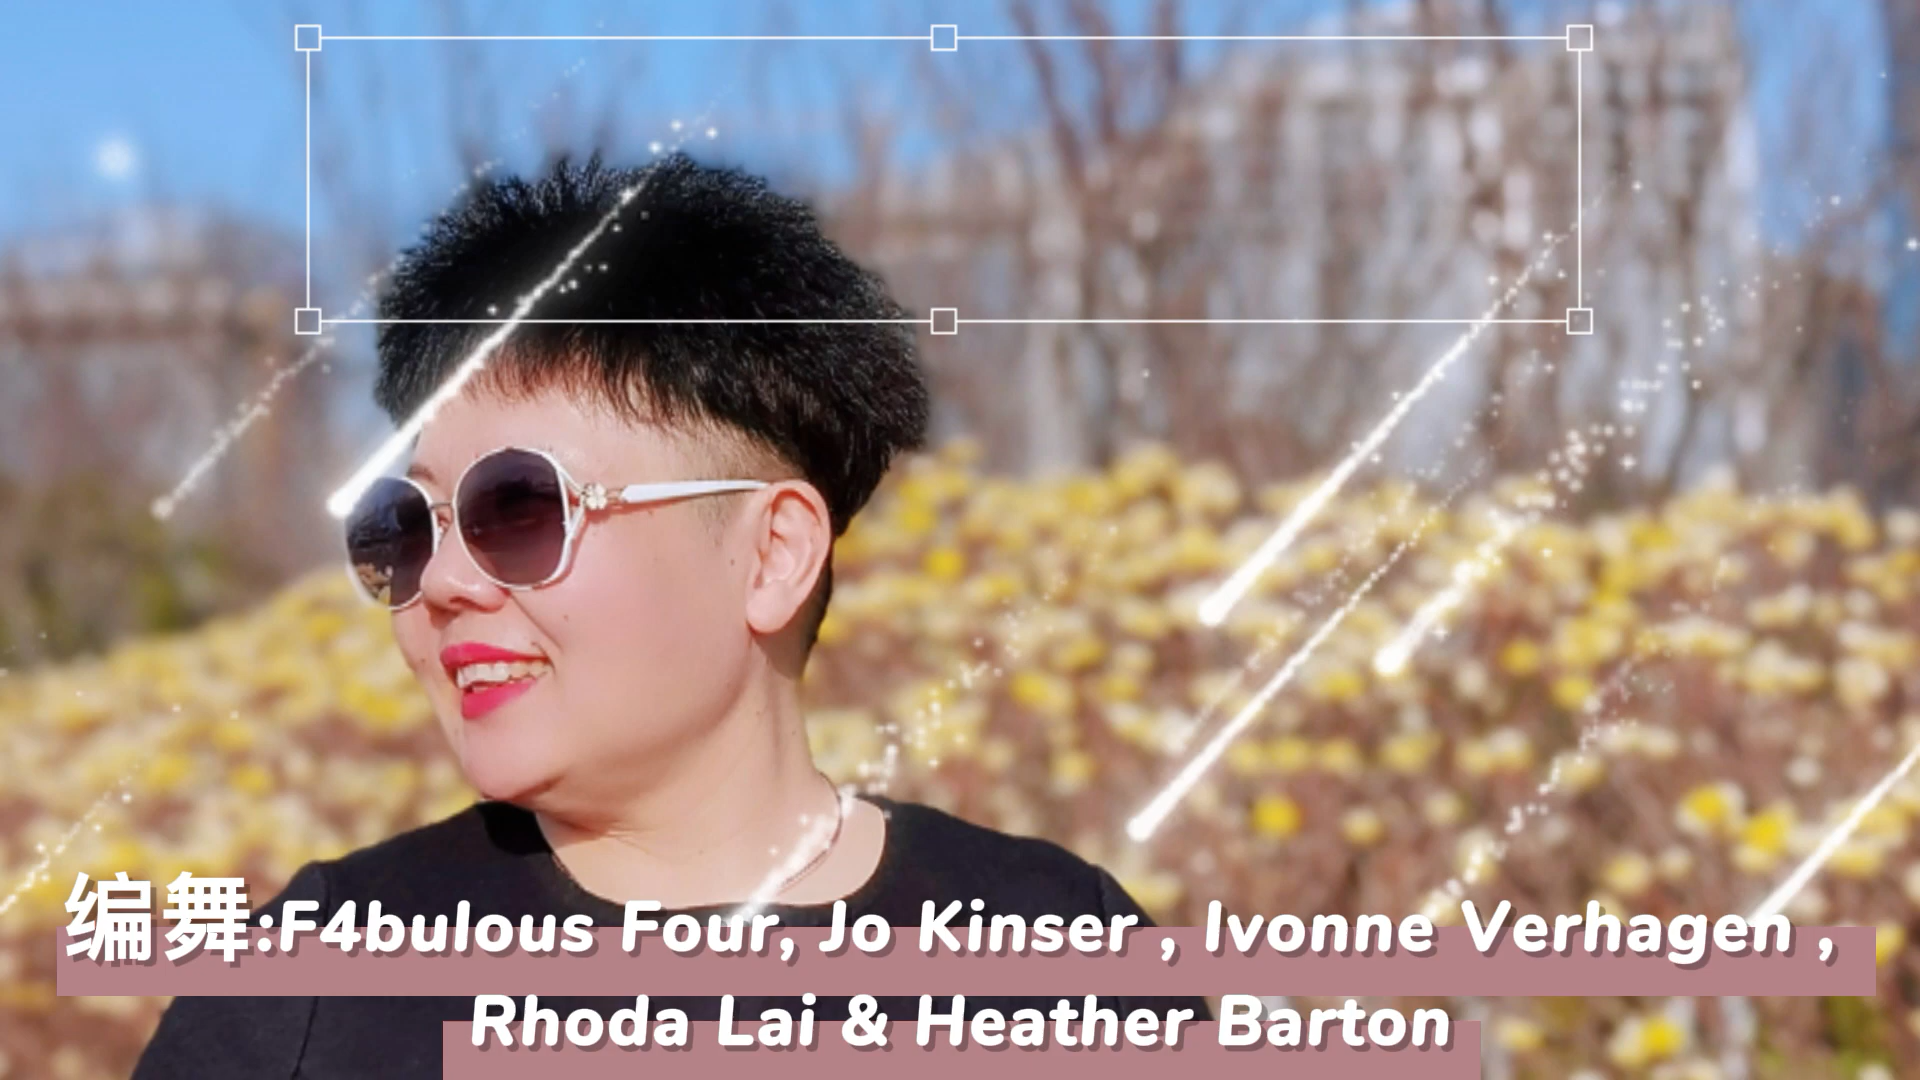 编舞:F4bulous Four, Jo Kinser , Ivonne Verhagen ,
Rhoda Lai & Heather Barton